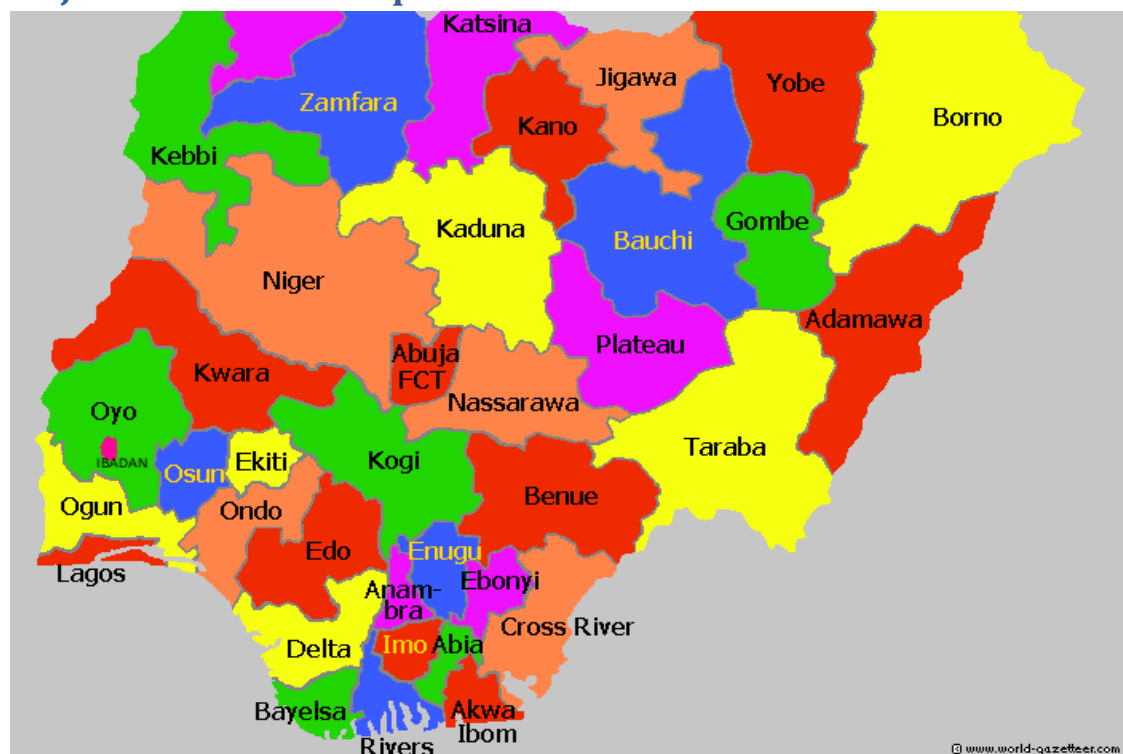 Katsina
Jigawa
Yobe
Zamfara
Borno
Kano
Kebbi
Gombe
Kaduna
Bauchi
Niger
Adamawa
Plateau
Abuja
FCT
Kwara
Nassarawa
Oyo
Taraba
IBADAN
Kogi
Ekiti
Osun
Benue
Ogun
Ondo
Edo
Enugu
Lagos
Ebonyi
Anam-
bra
Cross River
Delta
Imo
Abia
Bayelsa
Akwa
Ibom
Rivers
© www.world-gazetteer.com